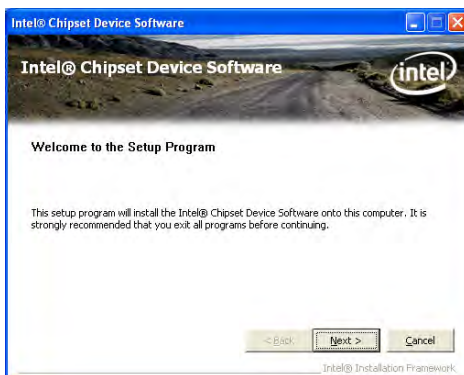 Intel® Chipset Device Software
Intel® Chipset Device Software
intel
Welcome to the Setup Program
This setup program will install the Intel® Chipset Device Software onto this computer. It is
strongly recommended that you exit all programs before continuing.
< Back
Next >
Cancel
Intel® Installation Framework